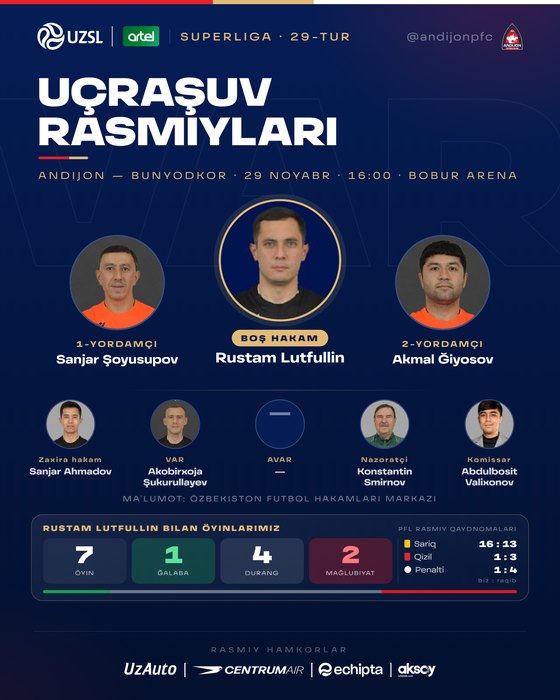 UZSL
artel
SUPERLIGA · 29-TUR
@andijonpfc
ANDIJON
UÇRAŞUV
RASMIYLARI
ANDIJON — BUNYODKOR · 29 NOYABR · 16:00 · BOBUR ARENA
VAR
1-YORDAMÇI
Sanjar Şoyusupov
BOŞ HAKAM
Rustam Lutfullin
2-YORDAMÇI
Akmal Ğiyosov
Zaxira hakam
Sanjar Ahmadov
VAR
Akobirxoja
Şukurullayev
AVAR
—
Nazoratçi
Konstantin
Smirnov
Komissar
Abdulbosit
Valixonov
MA'LUMOT: ÖZBEKISTON FUTBOL HAKAMLARI MARKAZI
RUSTAM LUTFULLIN BILAN ÖYINLARIMIZ
7
ÖYIN
1
ĞALABA
4
DURANG
2
MAĞLUBIYAT
PFL RASMIY QAYDNOMALARI
Sariq 16 : 13
Qizil 1 : 3
Penalti 1 : 4
biz : raqib
RASMIY HAMKORLAR
UzAuto
CENTRUMAIR
echipta
aksoy